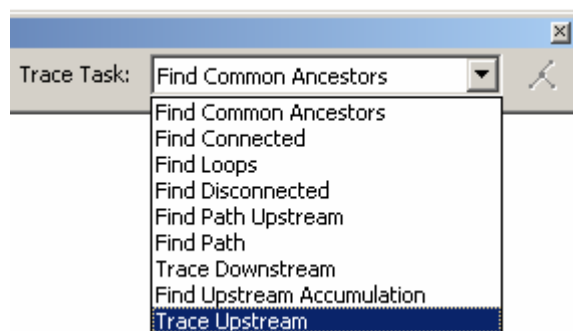 Trace Task: Find Common Ancestors
Find Common Ancestors
Find Connected
Find Loops
Find Disconnected
Find Path Upstream
Find Path
Trace Downstream
Find Upstream Accumulation
Trace Upstream